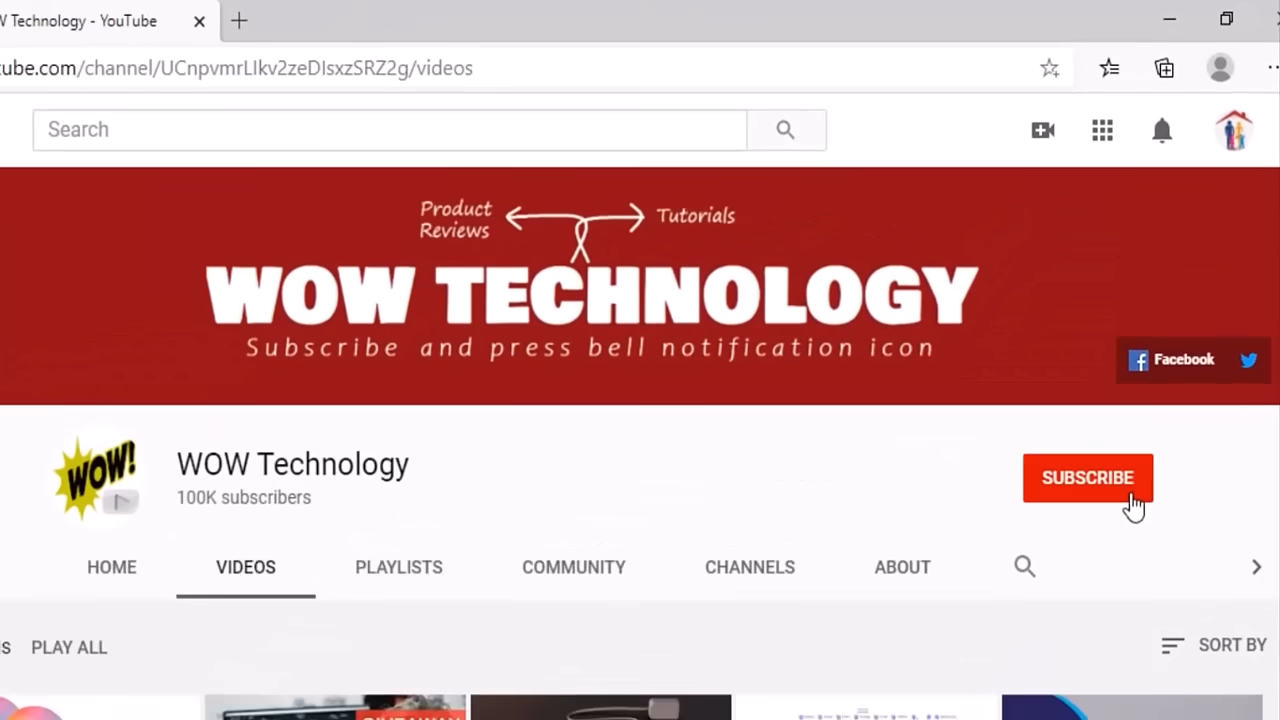 W Technology - YouTube
ube.com/channel/UCnpvmrLIkv2zeDIsxzSRZ2g/videos
Search
Product
Reviews
Tutorials
WOW TECHNOLOGY
Subscribe and press bell notification icon
Facebook
WOW!
WOW Technology
100K subscribers
SUBSCRIBE
HOME VIDEOS PLAYLISTS COMMUNITY CHANNELS ABOUT
S PLAY ALL
SORT BY
GIVEAWAY